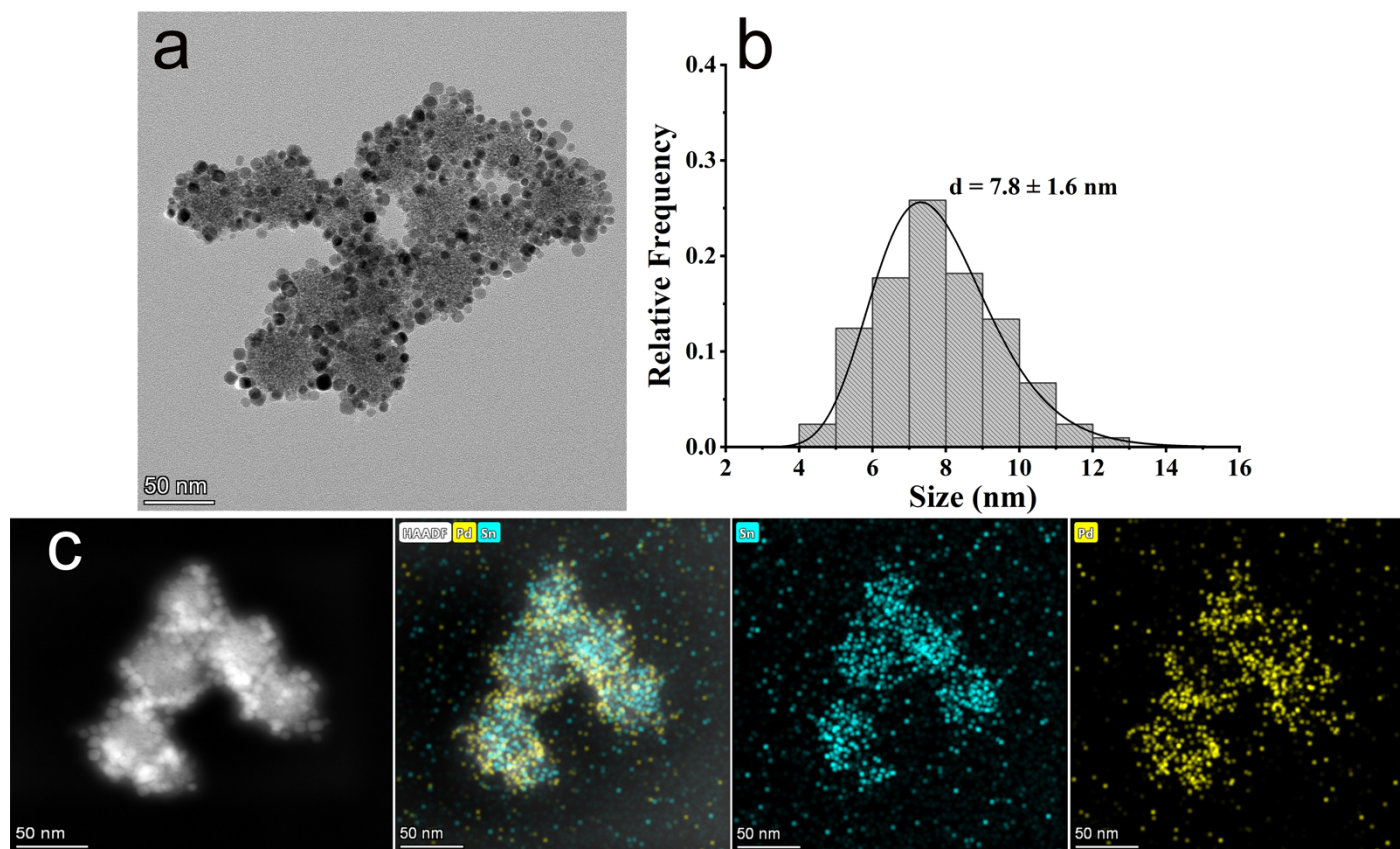 a
50 nm
b
0.4
0.3
0.2
0.1
0.0
Relative Frequency
d = 7.8 ± 1.6 nm
2 4 6 8 10 12 14 16
Size (nm)
c
50 nm
HAADF Pd Sn
50 nm
Sn
50 nm
Pd
50 nm